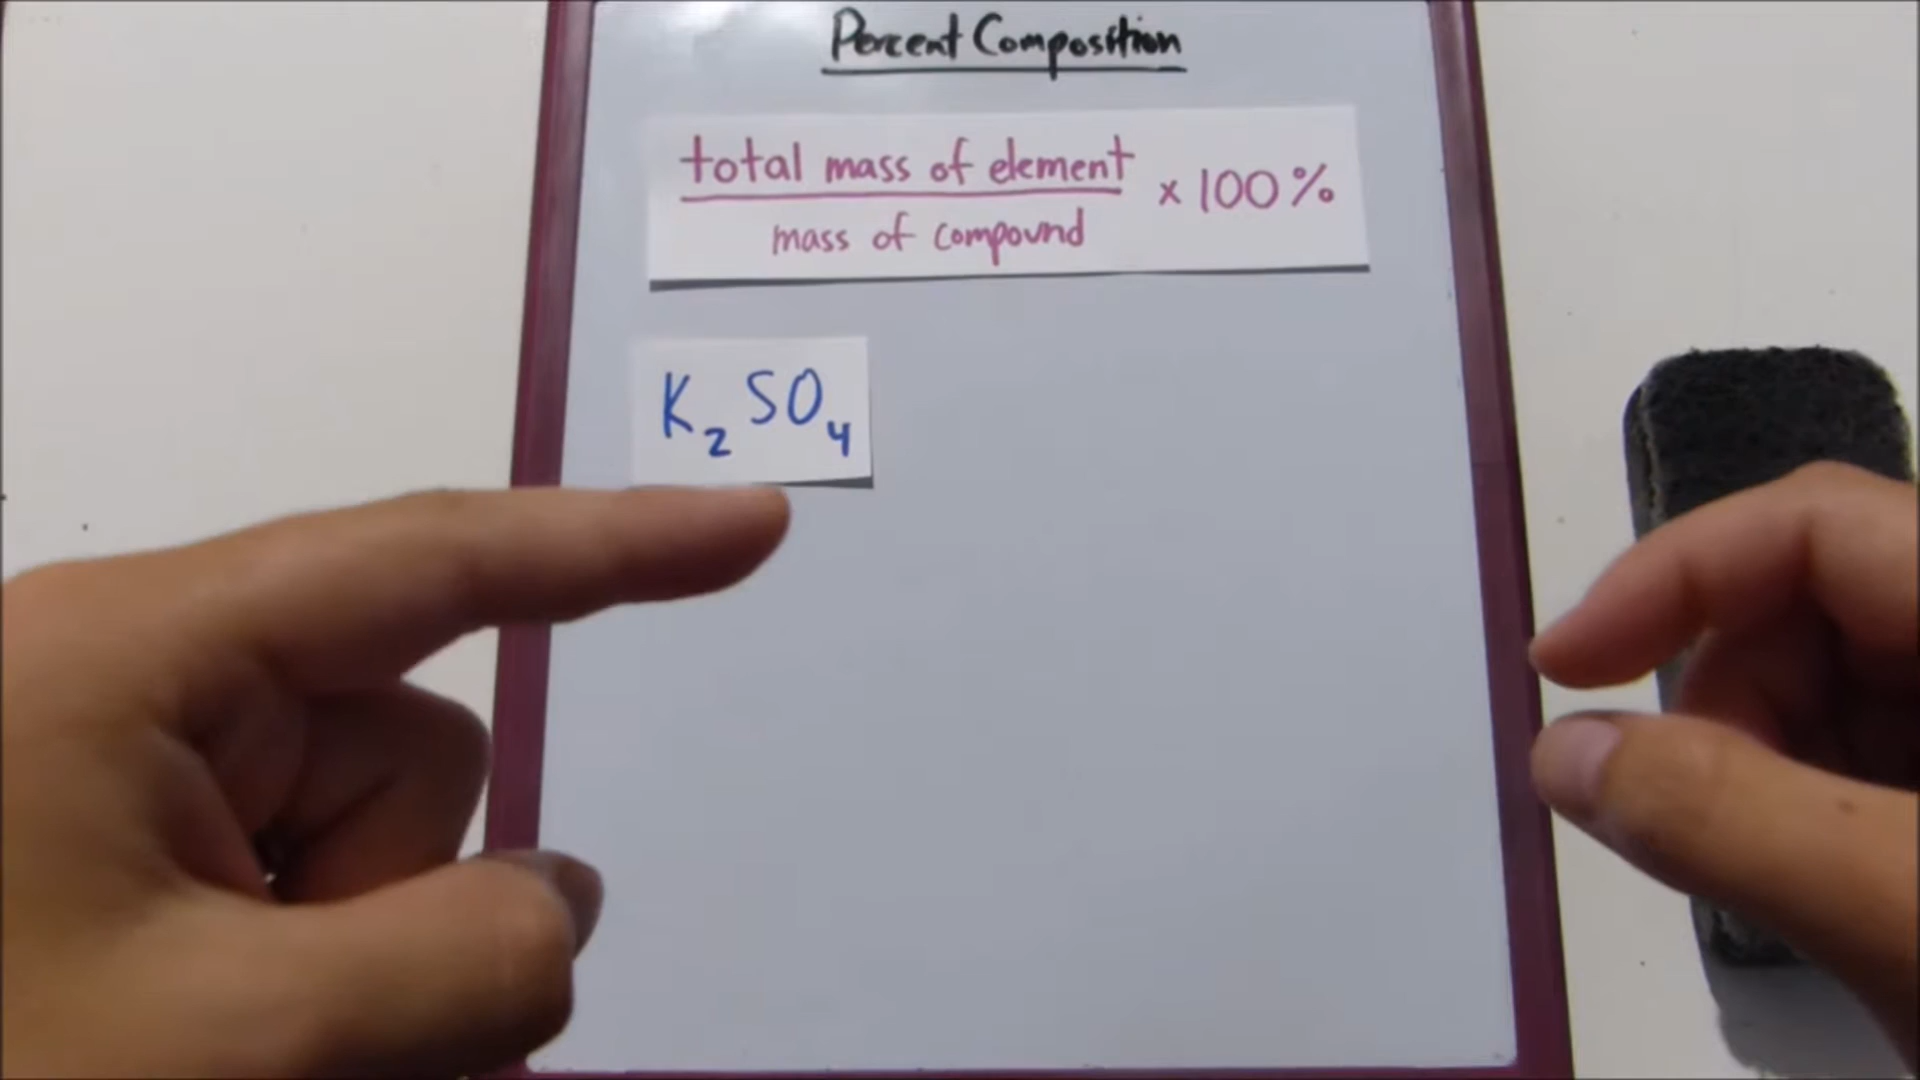 Percent Composition
total mass of element
x 100%
mass of compound
K2SO4